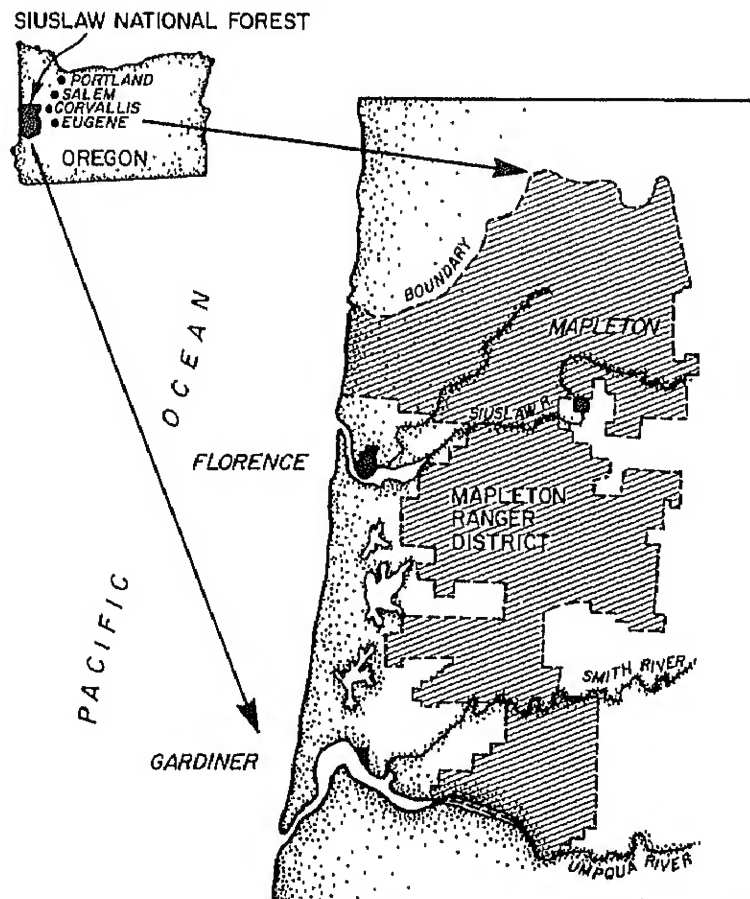 SIUSLAW NATIONAL FOREST
PORTLAND
SALEM
CORVALLIS
EUGENE
OREGON
BOUNDARY
MAPLETON
OCEAN
SIUSLAW R.
FLORENCE
MAPLETON
RANGER
DISTRICT
PACIFIC
SMITH RIVER
GARDINER
UMPQUA RIVER